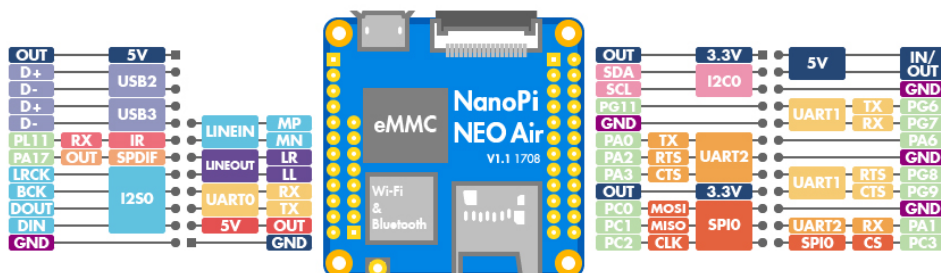 OUT 5V
D+ USB2
D-
D+ USB3
D-
PL11 RX IR
PA17 OUT SPDIF
LRCK I2S0
BCK
DOUT
DIN
GND
LINEIN MP
MN
LINEOUT LR
LL
UART0 RX
TX
5V OUT
GND
eMMC
NanoPi
NEO Air
V1.1 1708
Wi-Fi
&
Bluetooth
OUT 3.3V
SDA I2C0
SCL
PG11
GND
PA0 TX UART2
PA2 RTS
PA3 CTS
OUT 3.3V
PC0 MOSI SPI0
PC1 MISO
PC2 CLK
5V IN/
OUT
GND
UART1 TX PG6
RX PG7
PA6
GND
UART1 RTS PG8
CTS PG9
GND
UART2 RX PA1
SPI0 CS PC3